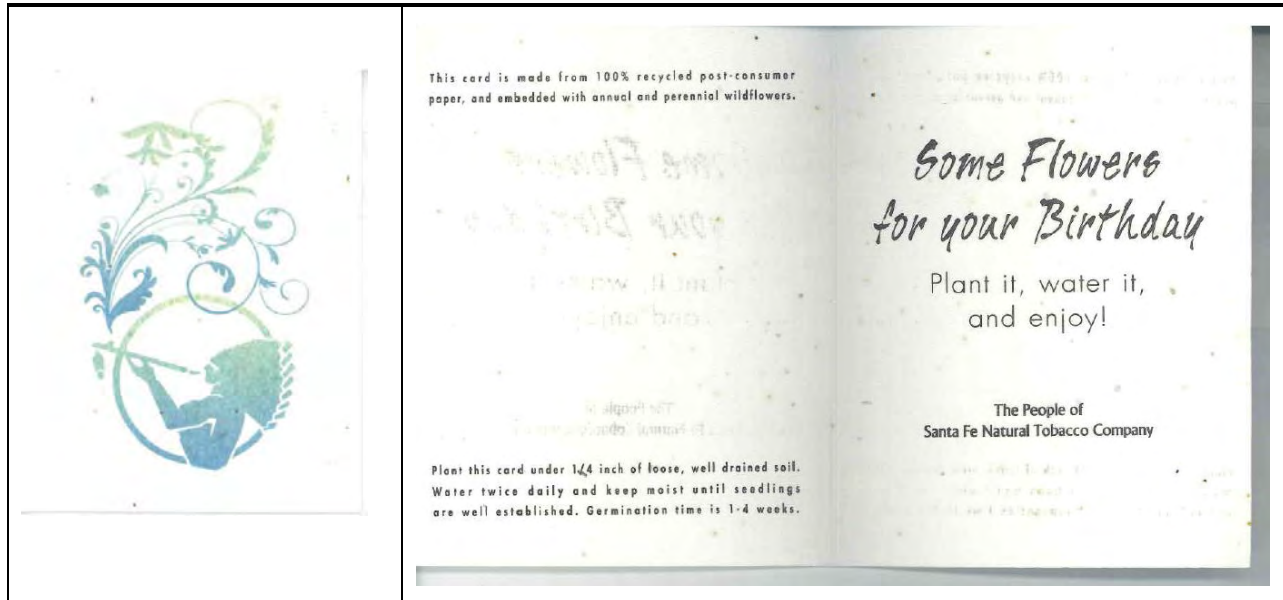 This card is made from 100% recycled post-consumer
paper, and embedded with annual and perennial wildflowers.
Plant this card under 1/4 inch of loose, well drained soil.
Water twice daily and keep moist until seedlings
are well established. Germination time is 1-4 weeks.
Some Flowers
for your Birthday
Plant it, water it,
and enjoy!
The People of
Santa Fe Natural Tobacco Company